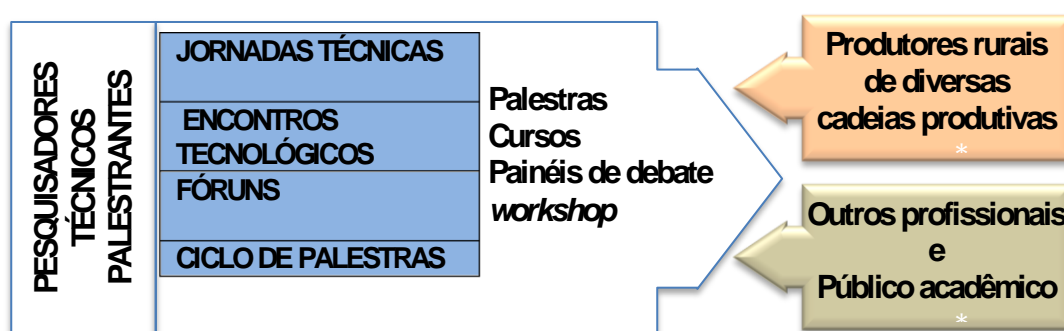 PESQUISADORES
TÉCNICOS
PALESTRANTES
JORNADAS TÉCNICAS
ENCONTROS
TECNOLÓGICOS
FÓRUNS
CICLO DE PALESTRAS
Palestras
Cursos
Painéis de debate
workshop
Produtores rurais
de diversas
cadeias produtivas
*
Outros profissionais
e
Público acadêmico
*